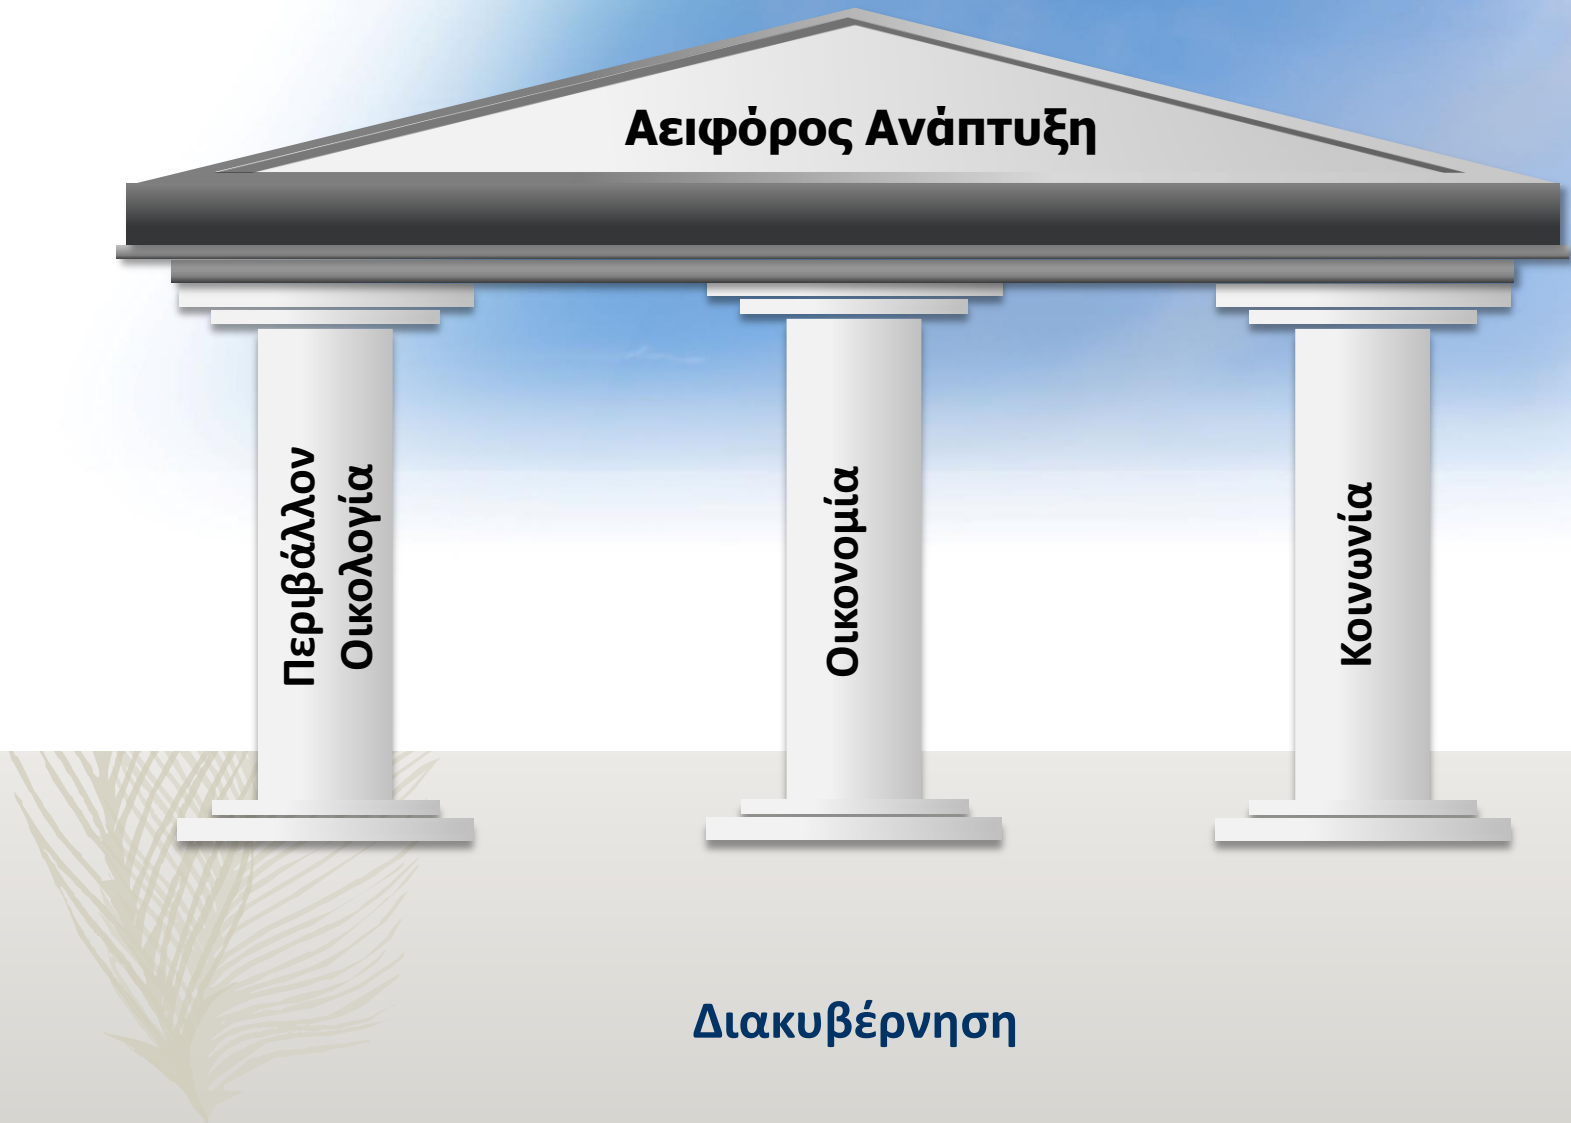 Αειφόρος Ανάπτυξη
Περιβάλλον
Οικολογία
Οικονομία
Κοινωνία
Διακυβέρνηση